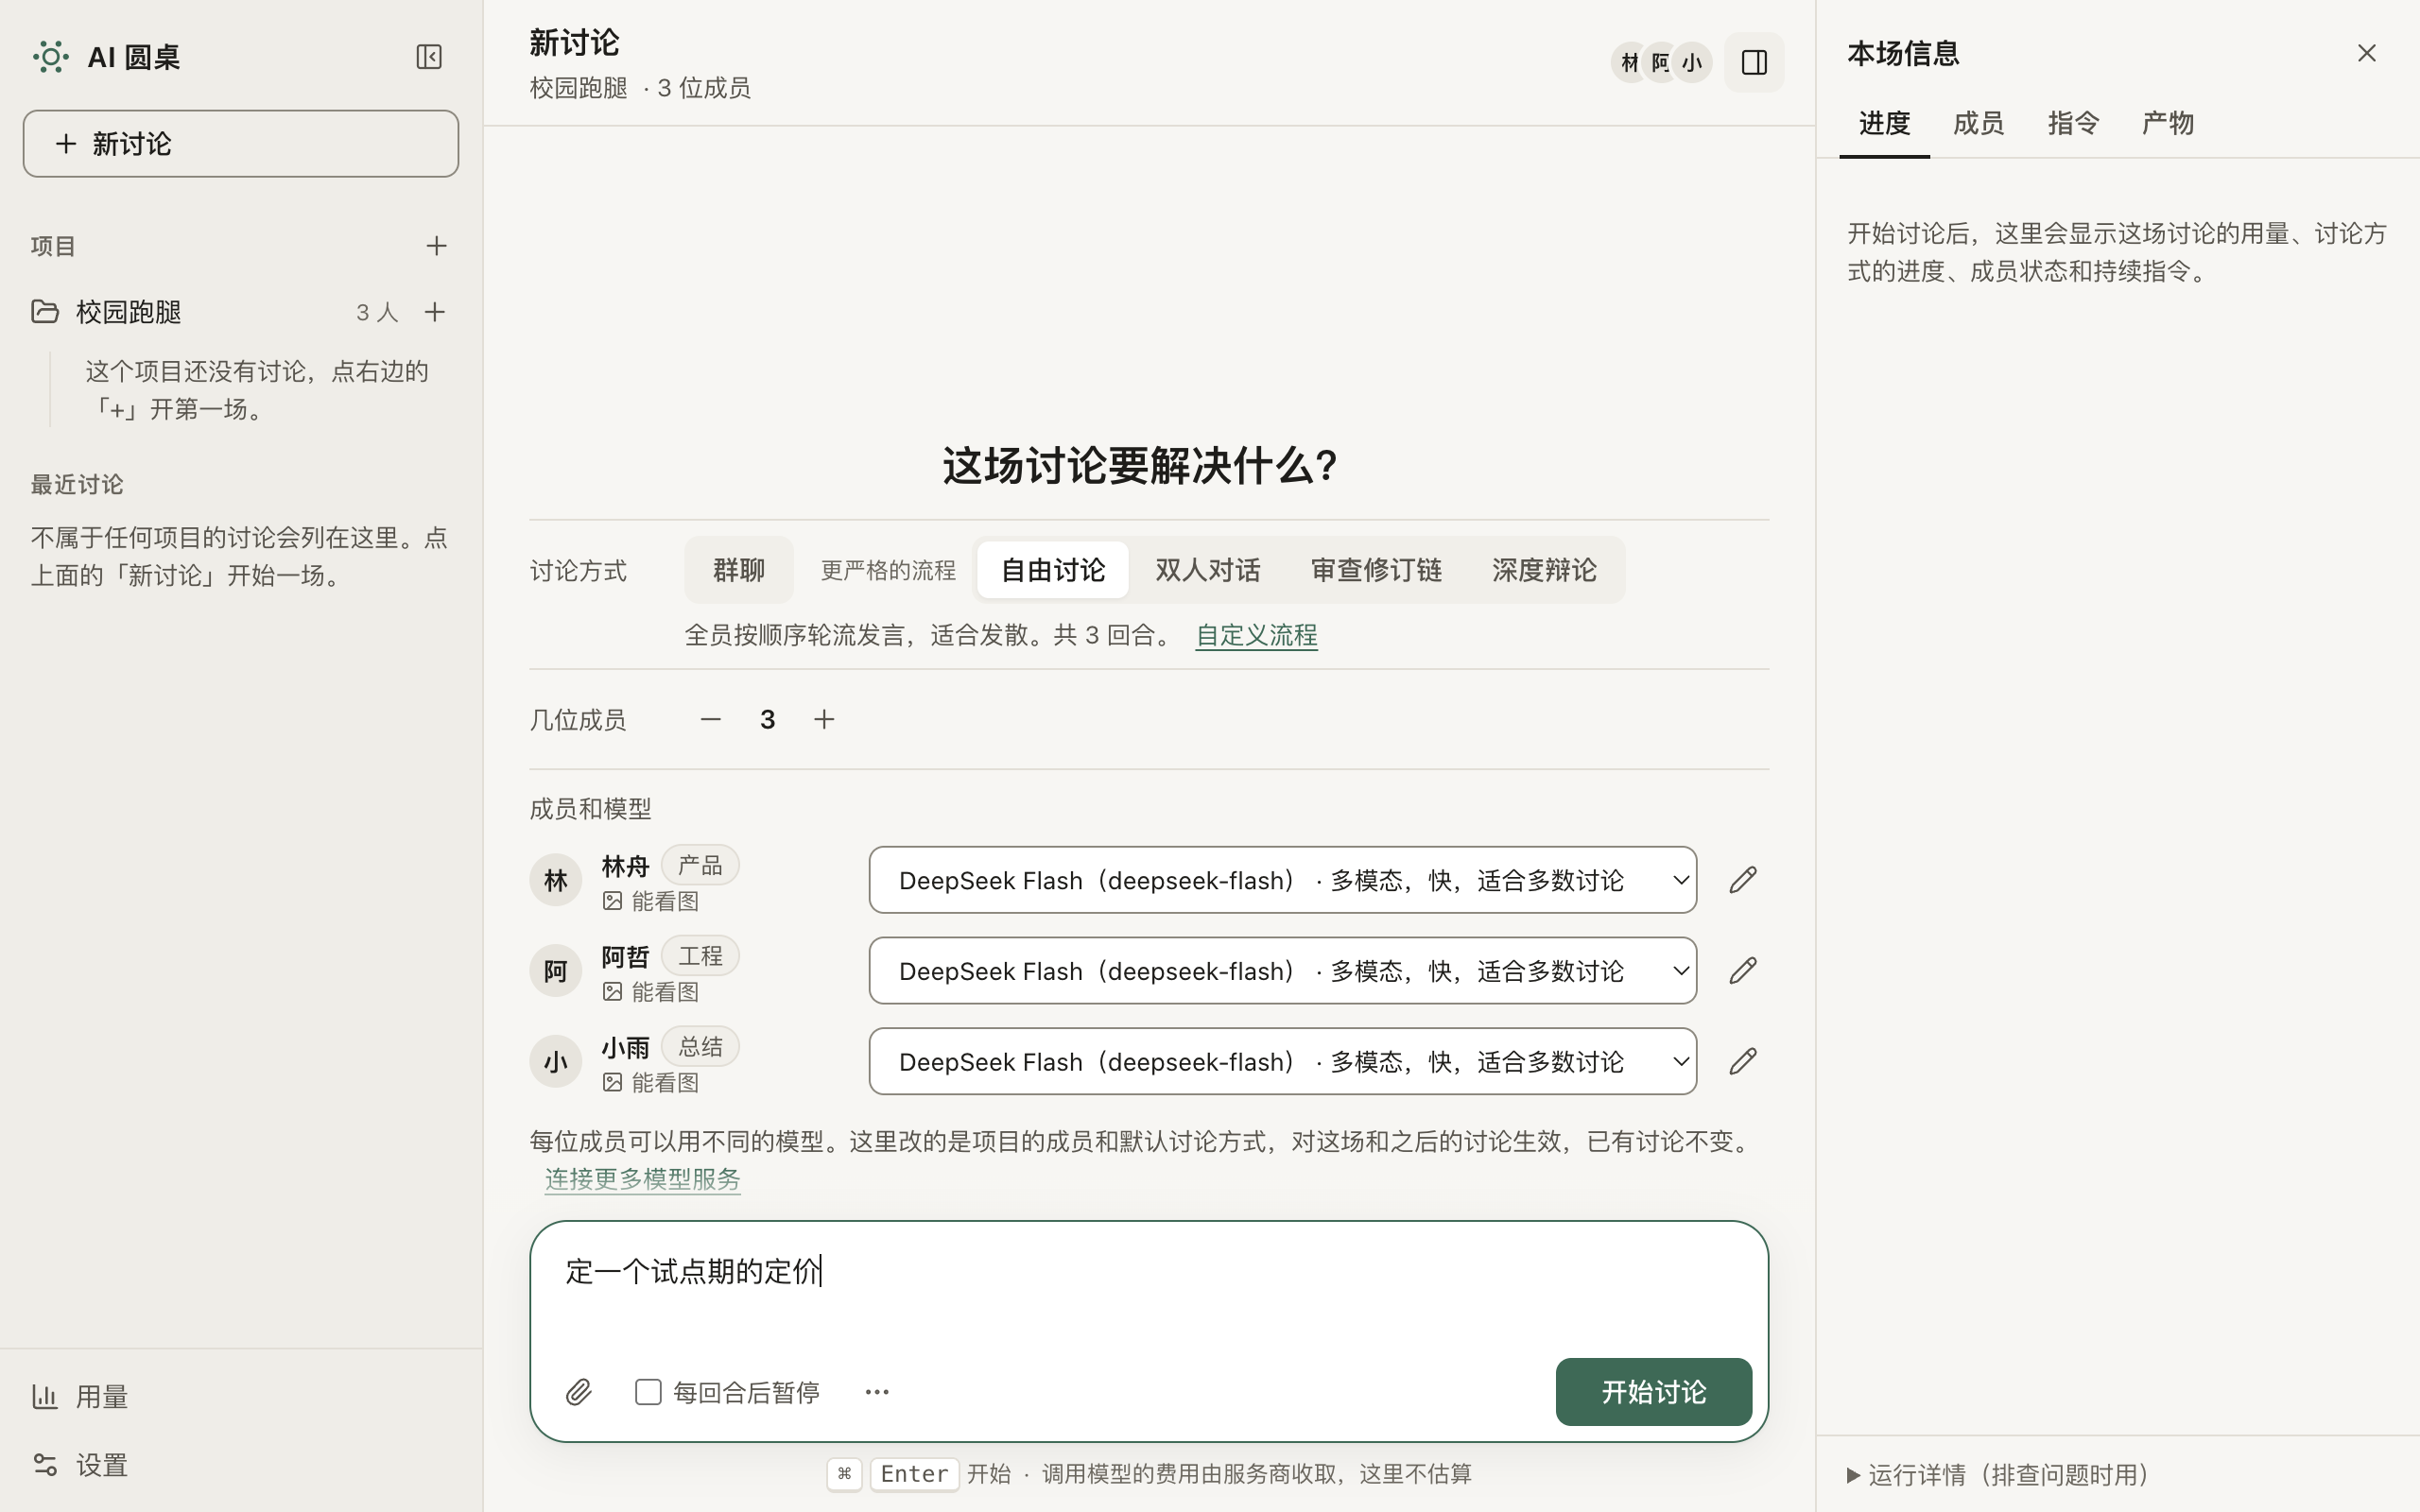 AI 圆桌
新讨论
项目
校园跑腿 3 人
这个项目还没有讨论，点右边的
「+」开第一场。
最近讨论
不属于任何项目的讨论会列在这里。点
上面的「新讨论」开始一场。
用量
设置
新讨论
校园跑腿 · 3 位成员
林 阿 小
这场讨论要解决什么?
讨论方式 群聊 更严格的流程 自由讨论 双人对话 审查修订链 深度辩论
全员按顺序轮流发言，适合发散。共 3 回合。 自定义流程
几位成员 3
成员和模型
林 林舟 产品
能看图
DeepSeek Flash（deepseek-flash） · 多模态，快，适合多数讨论
阿 阿哲 工程
能看图
DeepSeek Flash（deepseek-flash） · 多模态，快，适合多数讨论
小 小雨 总结
能看图
DeepSeek Flash（deepseek-flash） · 多模态，快，适合多数讨论
每位成员可以用不同的模型。这里改的是项目的成员和默认讨论方式，对这场和之后的讨论生效，已有讨论不变。
连接更多模型服务
定一个试点期的定价
每回合后暂停
开始讨论
⌘ Enter 开始 · 调用模型的费用由服务商收取，这里不估算
本场信息
进度 成员 指令 产物
开始讨论后，这里会显示这场讨论的用量、讨论方
式的进度、成员状态和持续指令。
运行详情（排查问题时用）